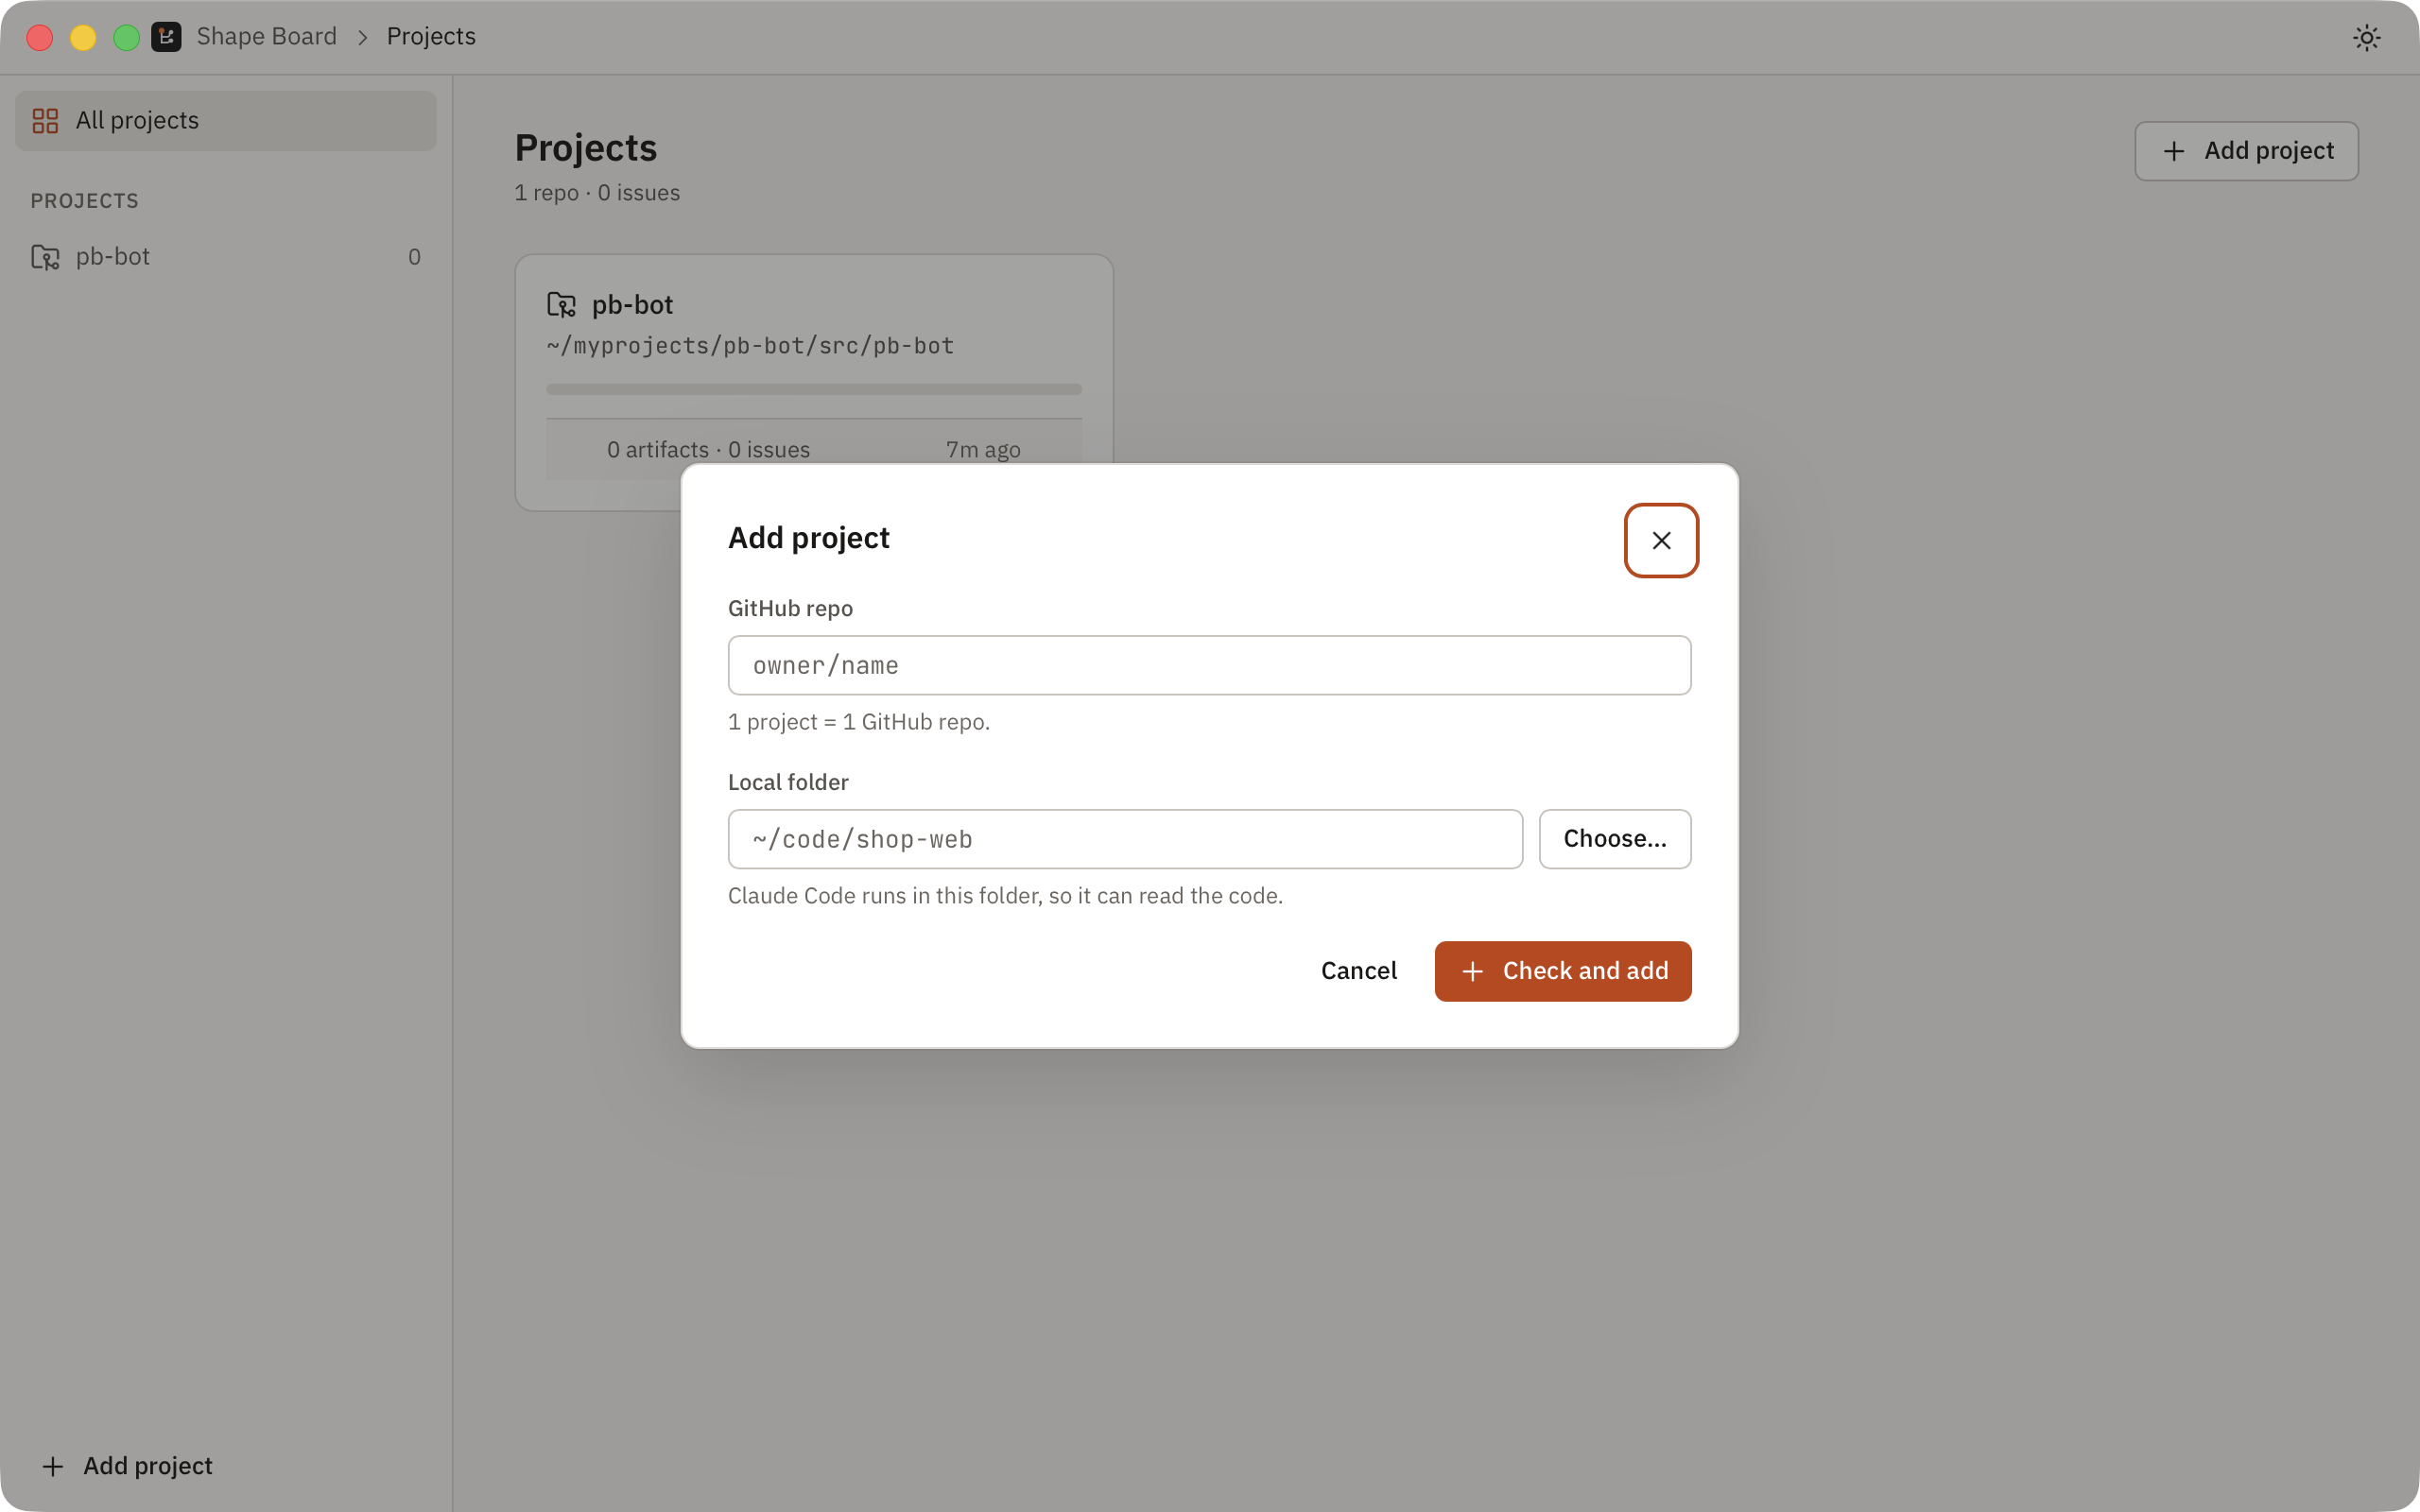 Shape Board > Projects
All projects
PROJECTS
pb-bot 0
Add project
Projects
1 repo · 0 issues
Add project
pb-bot
~/myprojects/pb-bot/src/pb-bot
0 artifacts · 0 issues 7m ago
Add project
GitHub repo
owner/name
1 project = 1 GitHub repo.
Local folder
~/code/shop-web
Choose...
Claude Code runs in this folder, so it can read the code.
Cancel
Check and add